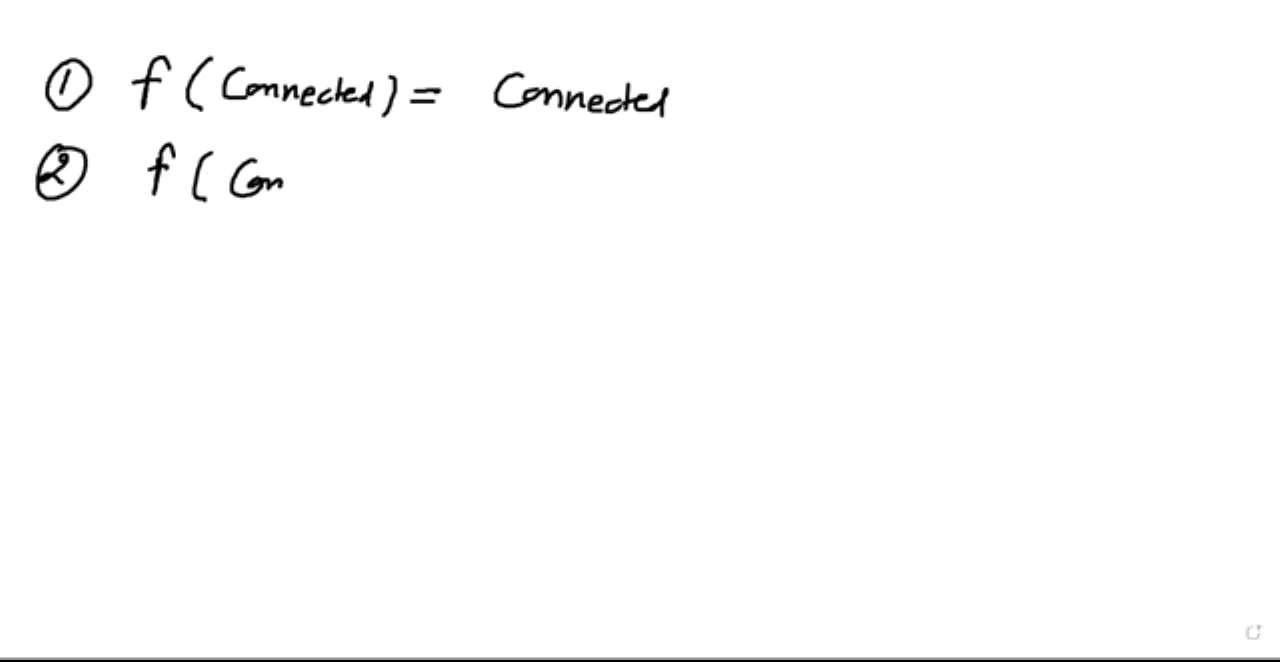 ① f (Connected) = Connected
② f ( Con